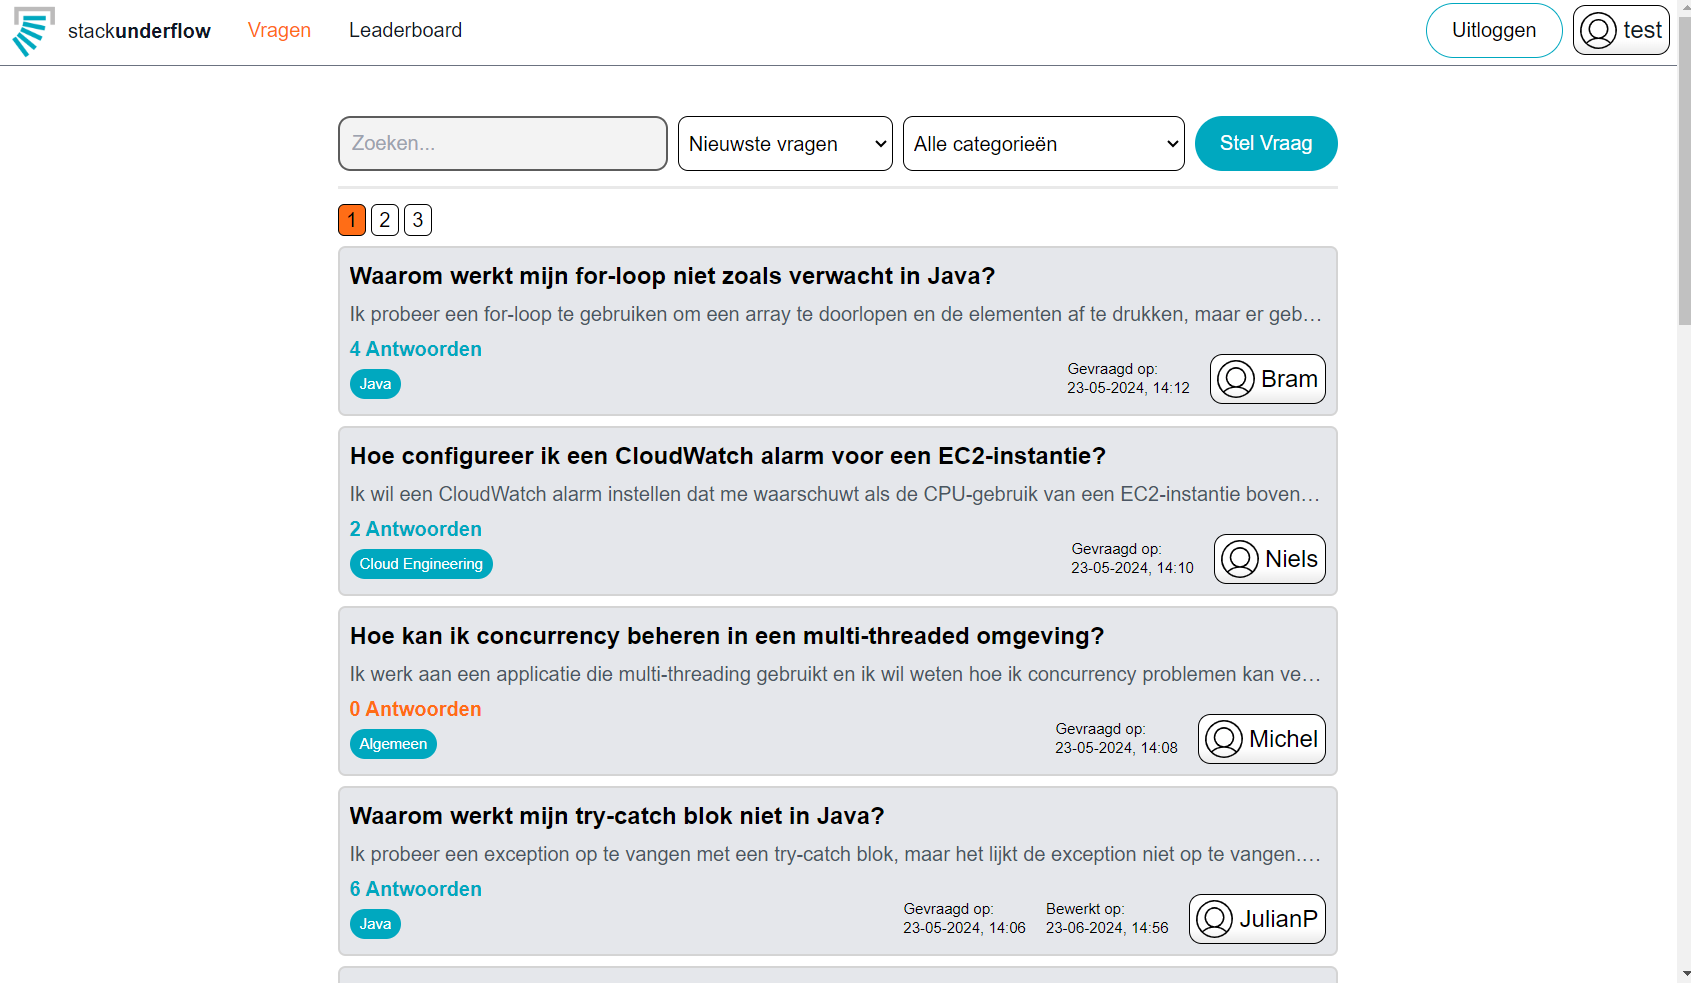 stackunderflow Vragen Leaderboard Uitloggen test
Zoeken... Nieuwste vragen Alle categorieën Stel Vraag
1 2 3
Waarom werkt mijn for-loop niet zoals verwacht in Java?
Ik probeer een for-loop te gebruiken om een array te doorlopen en de elementen af te drukken, maar er geb…
4 Antwoorden
Java
Gevraagd op:
23-05-2024, 14:12
Bram
Hoe configureer ik een CloudWatch alarm voor een EC2-instantie?
Ik wil een CloudWatch alarm instellen dat me waarschuwt als de CPU-gebruik van een EC2-instantie boven…
2 Antwoorden
Cloud Engineering
Gevraagd op:
23-05-2024, 14:10
Niels
Hoe kan ik concurrency beheren in een multi-threaded omgeving?
Ik werk aan een applicatie die multi-threading gebruikt en ik wil weten hoe ik concurrency problemen kan ve…
0 Antwoorden
Algemeen
Gevraagd op:
23-05-2024, 14:08
Michel
Waarom werkt mijn try-catch blok niet in Java?
Ik probeer een exception op te vangen met een try-catch blok, maar het lijkt de exception niet op te vangen.…
6 Antwoorden
Java
Gevraagd op:
23-05-2024, 14:06
Bewerkt op:
23-06-2024, 14:56
JulianP